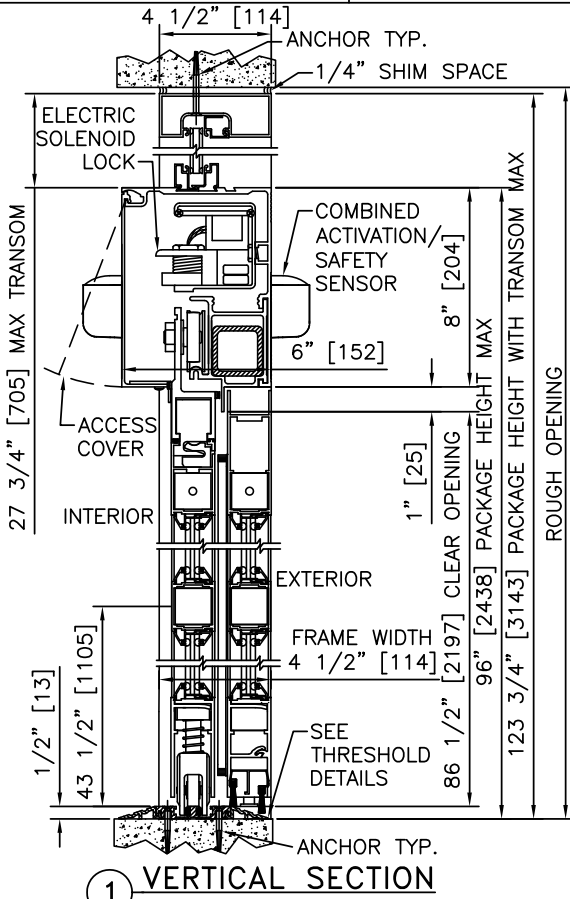 4 1/2" [114]
ANCHOR TYP.
1/4" SHIM SPACE
ELECTRIC
SOLENOID
LOCK
COMBINED
ACTIVATION/
SAFETY
SENSOR
27 3/4" [705] MAX TRANSOM
8" [204]
6" [152]
ACCESS
COVER
1" [25]
INTERIOR
EXTERIOR
FRAME WIDTH
4 1/2" [114]
86 1/2" [2197] CLEAR OPENING
96" [2438] PACKAGE HEIGHT MAX
123 3/4" [3143] PACKAGE HEIGHT WITH TRANSOM MAX
ROUGH OPENING
1/2" [13]
43 1/2" [1105]
SEE
THRESHOLD
DETAILS
ANCHOR TYP.
1 VERTICAL SECTION